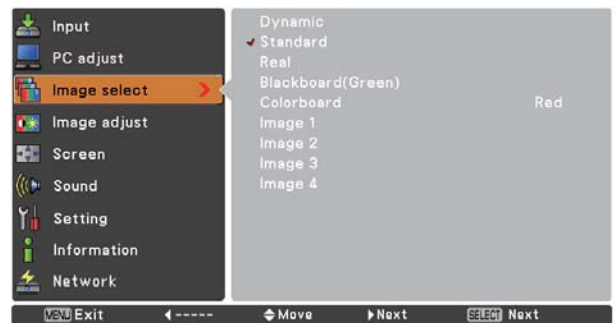 Input
PC adjust
Image select
Image adjust
Screen
Sound
Setting
Information
Network
Dynamic
Standard
Real
Blackboard(Green)
Colorboard Red
Image 1
Image 2
Image 3
Image 4
MENU Exit ----- Move Next SELECT Next